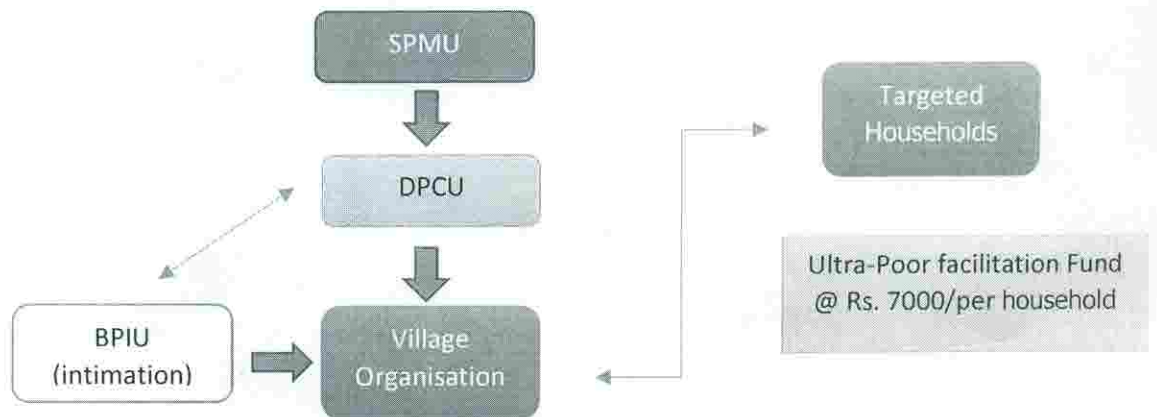 SPMU
Targeted
Households
DPCU
Ultra-Poor facilitation Fund
@ Rs. 7000/per household
BPIU
(intimation)
Village
Organisation